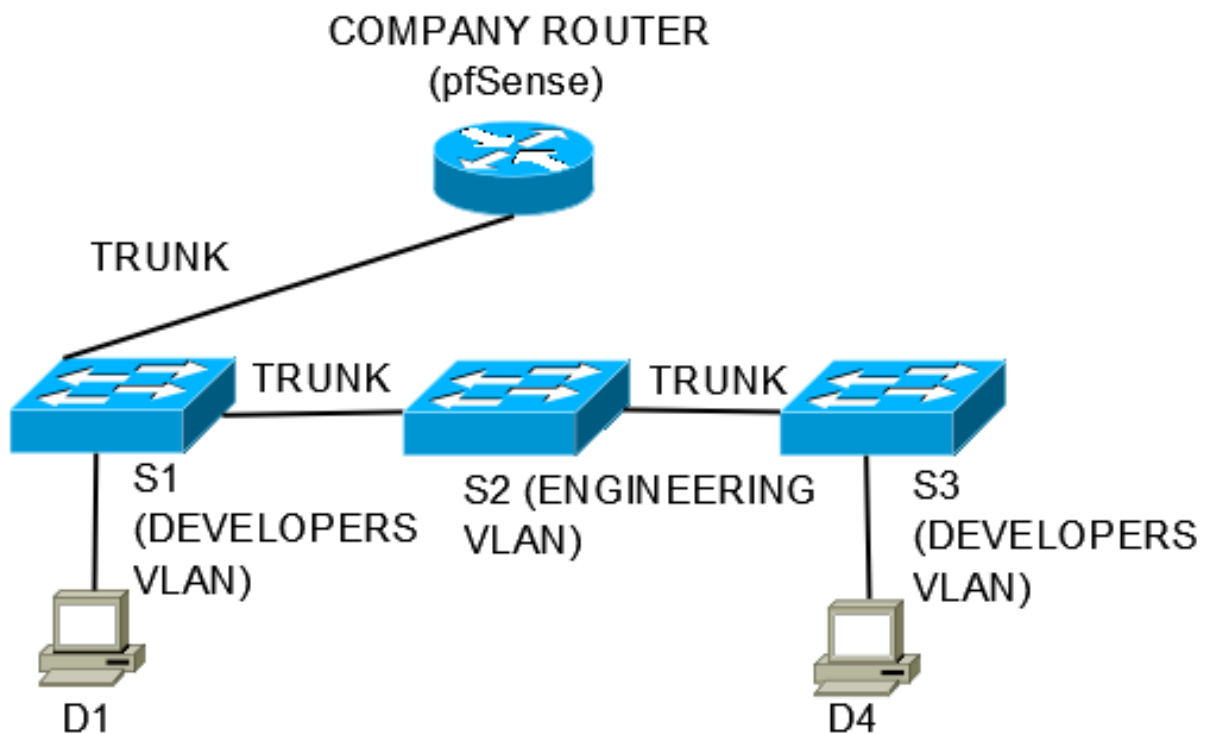 COMPANY ROUTER
(pfSense)
TRUNK
TRUNK
TRUNK
S1
(DEVELOPERS
VLAN)
S2 (ENGINEERING
VLAN)
S3
(DEVELOPERS
VLAN)
D1
D4